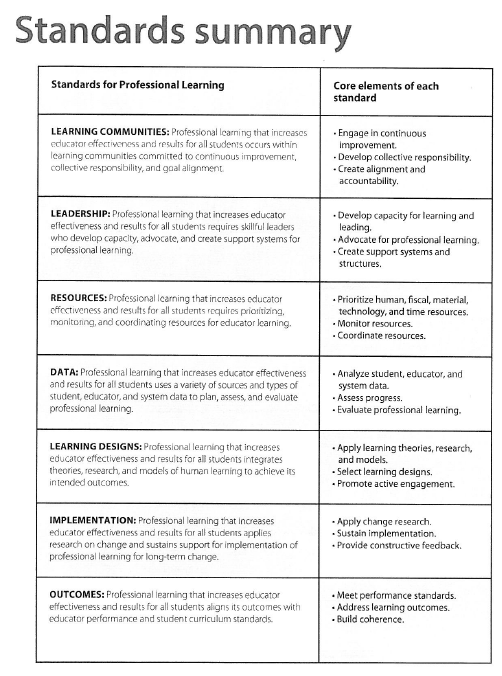 Standards summary
Standards for Professional Learning
Core elements of each
standard
LEARNING COMMUNITIES: Professional learning that increases
educator effectiveness and results for all students occurs within
learning communities committed to continuous improvement,
collective responsibility, and goal alignment.
• Engage in continuous
improvement.
• Develop collective responsibility.
• Create alignment and
accountability.
LEADERSHIP: Professional learning that increases educator
effectiveness and results for all students requires skillful leaders
who develop capacity, advocate, and create support systems for
professional learning.
• Develop capacity for learning and
leading.
• Advocate for professional learning.
• Create support systems and
structures.
RESOURCES: Professional learning that increases educator
effectiveness and results for all students requires prioritizing,
monitoring, and coordinating resources for educator learning.
• Prioritize human, fiscal, material,
technology, and time resources.
• Monitor resources.
• Coordinate resources.
DATA: Professional learning that increases educator effectiveness
and results for all students uses a variety of sources and types of
student, educator, and system data to plan, assess, and evaluate
professional learning.
• Analyze student, educator, and
system data.
• Assess progress.
• Evaluate professional learning.
LEARNING DESIGNS: Professional learning that increases
educator effectiveness and results for all students integrates
theories, research, and models of human learning to achieve its
intended outcomes.
• Apply learning theories, research,
and models.
• Select learning designs.
• Promote active engagement.
IMPLEMENTATION: Professional learning that increases
educator effectiveness and results for all students applies
research on change and sustains support for implementation of
professional learning for long-term change.
• Apply change research.
• Sustain implementation.
• Provide constructive feedback.
OUTCOMES: Professional learning that increases educator
effectiveness and results for all students aligns its outcomes with
educator performance and student curriculum standards.
• Meet performance standards.
• Address learning outcomes.
• Build coherence.